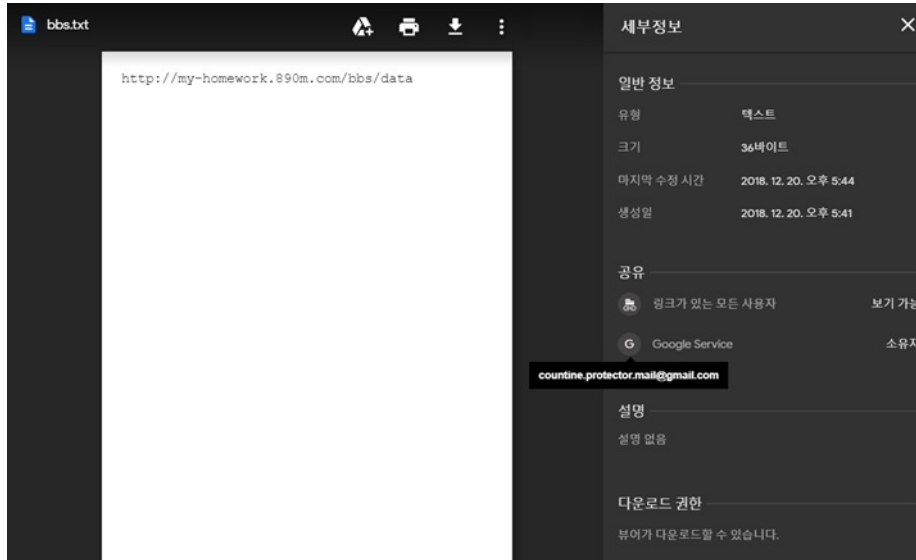 bbs.txt
http://my-homework.890m.com/bbs/data
세부정보
일반 정보
유형 텍스트
크기 36바이트
마지막 수정 시간 2018. 12. 20. 오후 5:44
생성일 2018. 12. 20. 오후 5:41
공유
링크가 있는 모든 사용자 보기 가능
G Google Service 소유자
countine.protector.mail@gmail.com
설명
설명 없음
다운로드 권한
뷰어가 다운로드할 수 있습니다.